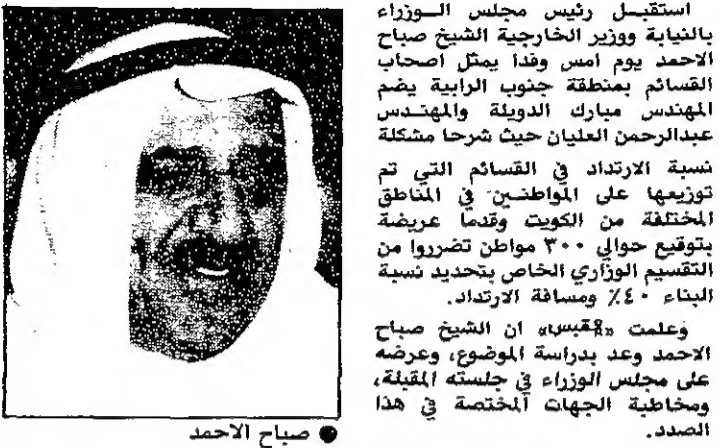 استقبل رئيس مجلس الوزراء
بالنيابة ووزير الخارجية الشيخ صباح
الاحمد يوم امس وفدا يمثل اصحاب
القسائم بمنطقة جنوب الرابية يضم
المهندس مبارك الدويلة والمهندس
عبدالرحمن العليان حيث شرحا مشكلة
نسبة الارتداد في القسائم التي تم
توزيعها على المواطنين في المناطق
المختلفة من الكويت وقدما عريضة
بتوقيع حوالي ٣٠٠ مواطن تضرروا من
التقسيم الوزاري الخاص بتحديد نسبة
البناء ٤٠٪ ومسافة الارتداد.
وعلمت «القبس» ان الشيخ صباح
الاحمد وعد بدراسة الموضوع، وعرضه
على مجلس الوزراء في جلسته المقبلة،
ومخاطبة الجهات المختصة في هذا
الصدد.
● صباح الاحمد